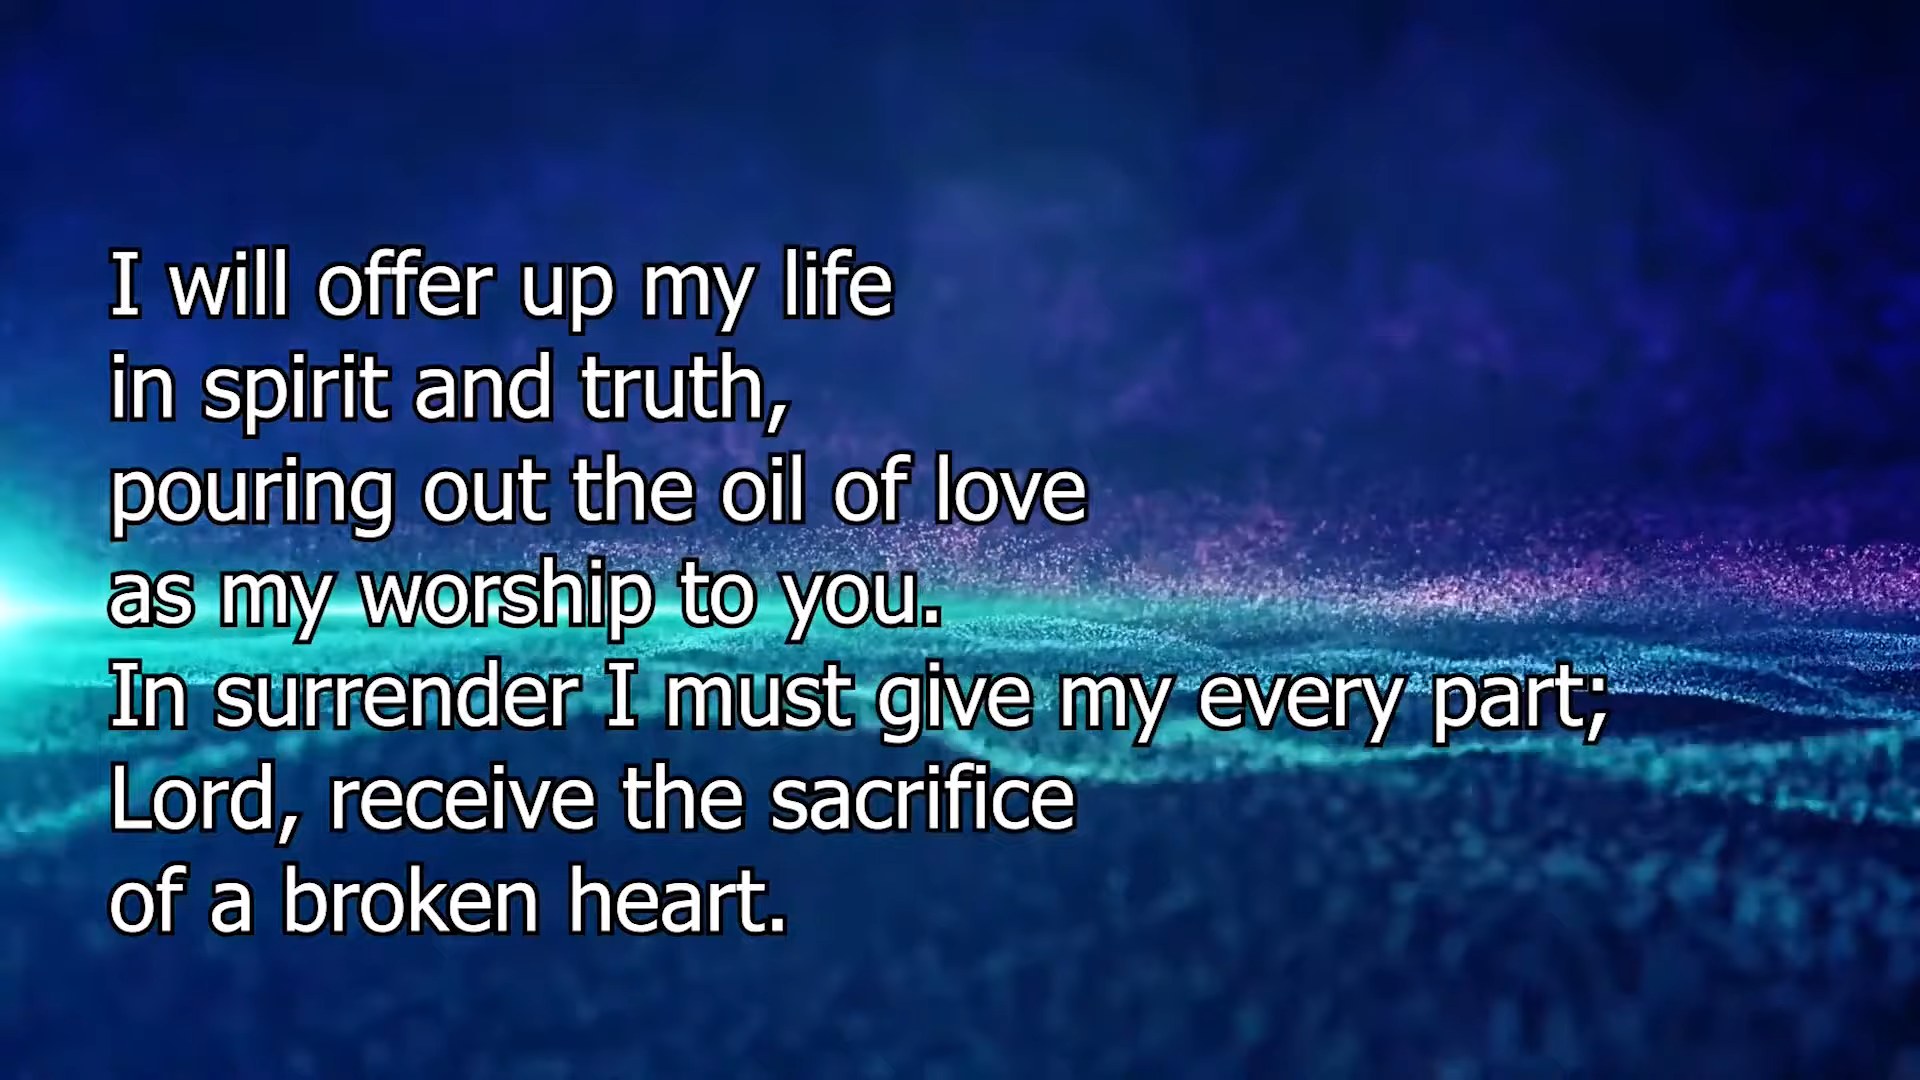 I will offer up my life
in spirit and truth,
pouring out the oil of love
as my worship to you.
In surrender I must give my every part;
Lord, receive the sacrifice
of a broken heart.